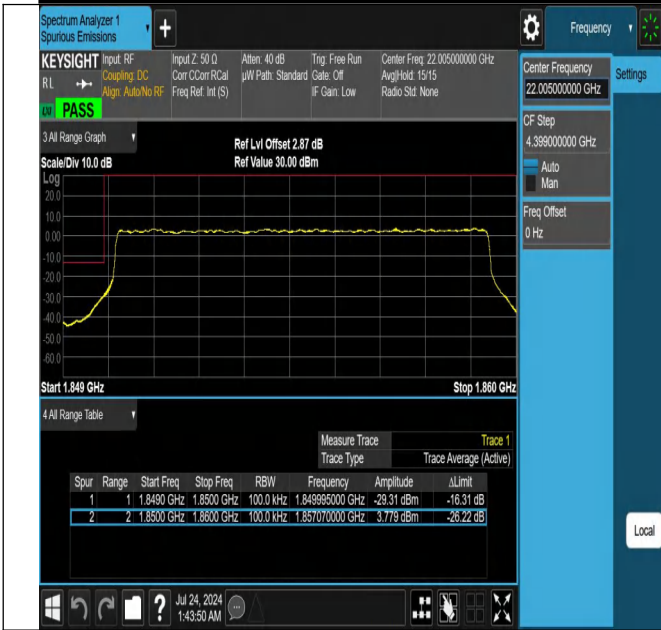 Spectrum Analyzer 1
Spurious Emissions
+
Frequency
KEYSIGHT
RL
PASS
Input: RF
Coupling: DC
Align: Auto/No RF
Input Z: 50 Ω
Corr CCorr RCal
Freq Ref: Int (S)
Atten: 40 dB
µW Path: Standard
Trig: Free Run
Gate: Off
IF Gain: Low
Center Freq: 22.005000000 GHz
Avg|Hold: 15/15
Radio Std: None
Center Frequency
22.005000000 GHz
Settings
CF Step
4.399000000 GHz
Auto
Man
Freq Offset
0 Hz
3 All Range Graph
Ref Lvl Offset 2.87 dB
Scale/Div 10.0 dB
Ref Value 30.00 dBm
Log
20.0
10.0
0.00
-10.0
-20.0
-30.0
-40.0
-50.0
-60.0
Start 1.849 GHz
Stop 1.860 GHz
4 All Range Table
Measure Trace Trace 1
Trace Type Trace Average (Active)
Spur Range Start Freq Stop Freq RBW Frequency Amplitude ΔLimit
1 1 1.8490 GHz 1.8500 GHz 100.0 kHz 1.849995000 GHz -29.31 dBm -16.31 dB
2 2 1.8500 GHz 1.8600 GHz 100.0 kHz 1.857070000 GHz 3.779 dBm -26.22 dB
Local
?
Jul 24, 2024
1:43:50 AM